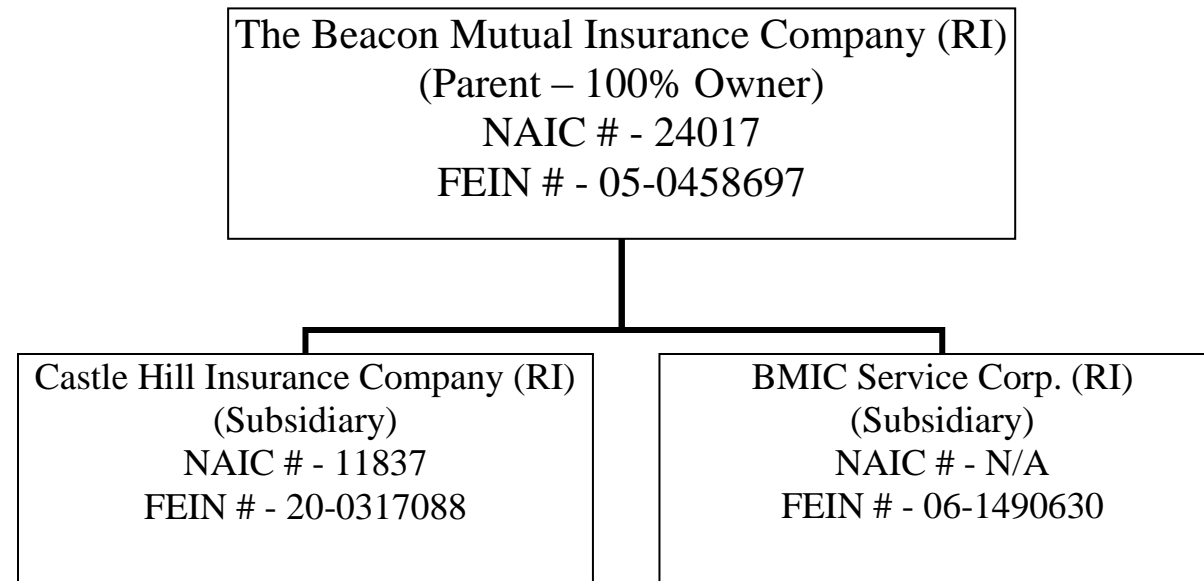 The Beacon Mutual Insurance Company (RI)
(Parent – 100% Owner)
NAIC # - 24017
FEIN # - 05-0458697
Castle Hill Insurance Company (RI)
(Subsidiary)
NAIC # - 11837
FEIN # - 20-0317088
BMIC Service Corp. (RI)
(Subsidiary)
NAIC # - N/A
FEIN # - 06-1490630